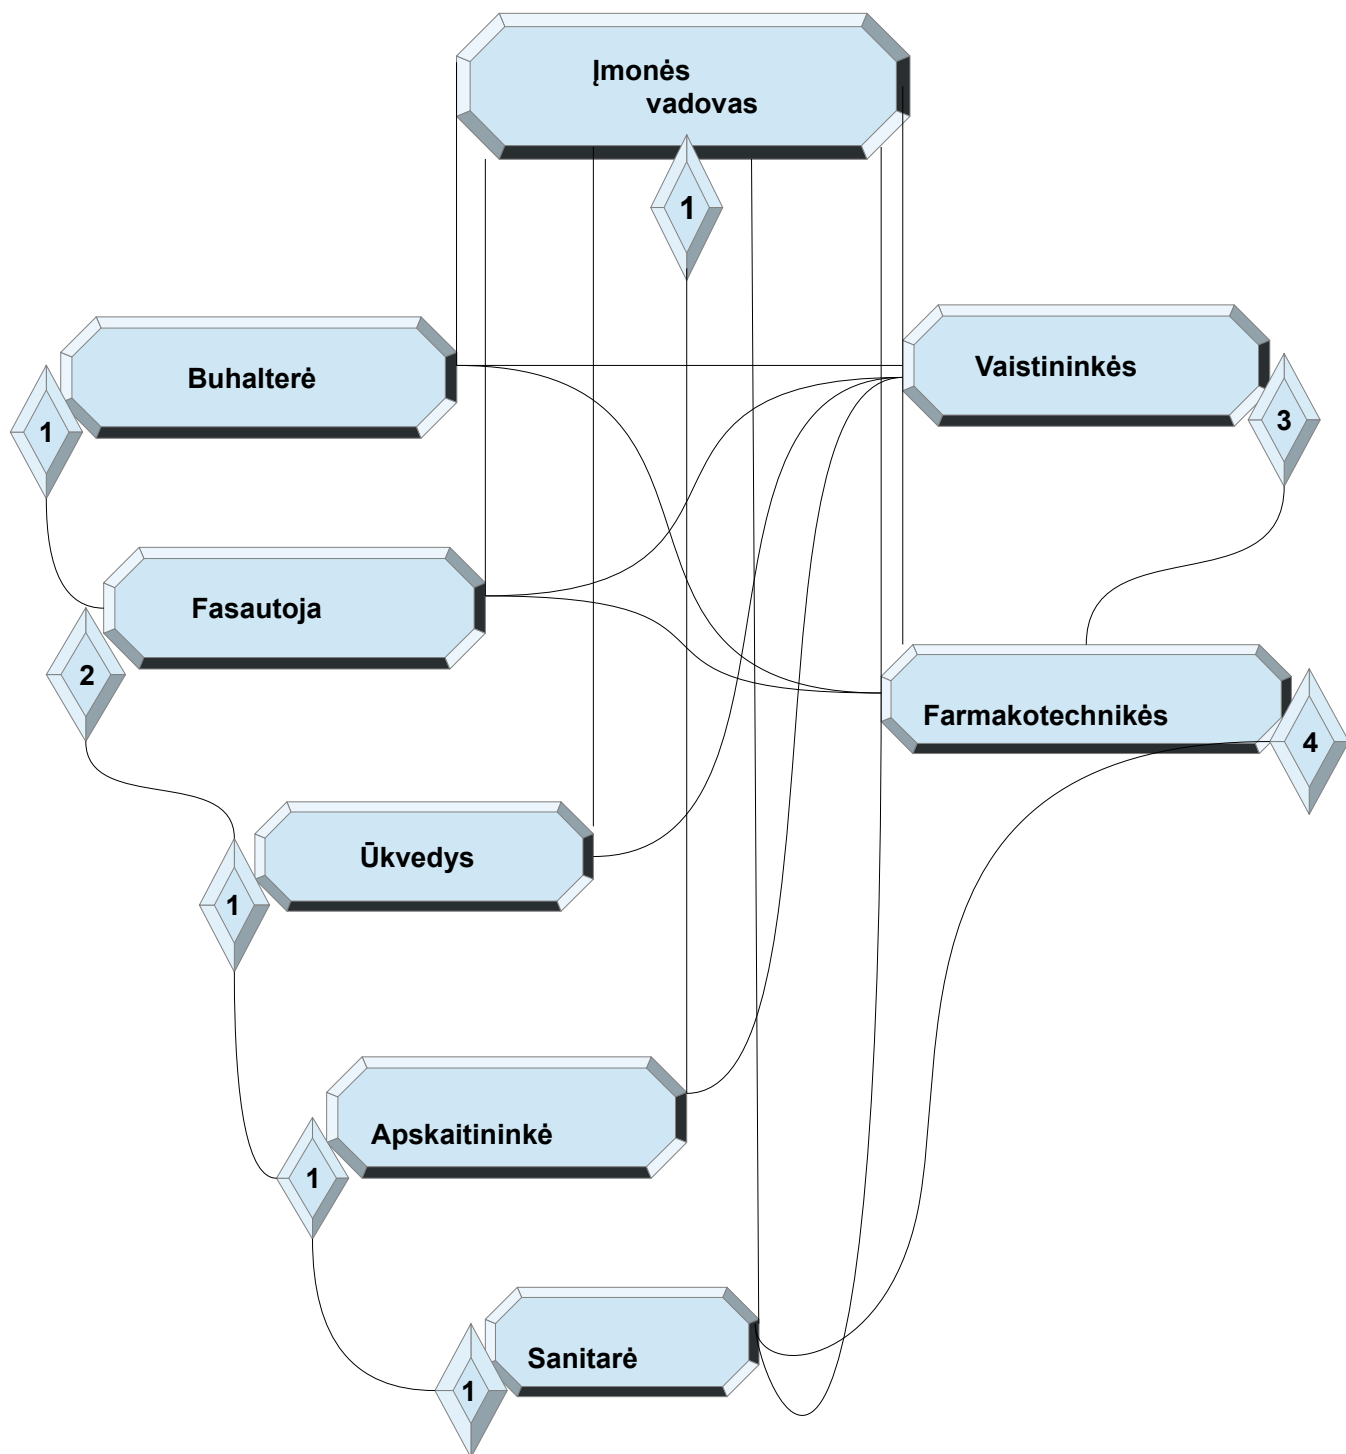 Įmonės
vadovas
1
Buhalterė
1
Vaistininkės
3
Fasautoja
2
Farmakotechnikės
4
Ūkvedys
1
Apskaitininkė
1
Sanitarė
1